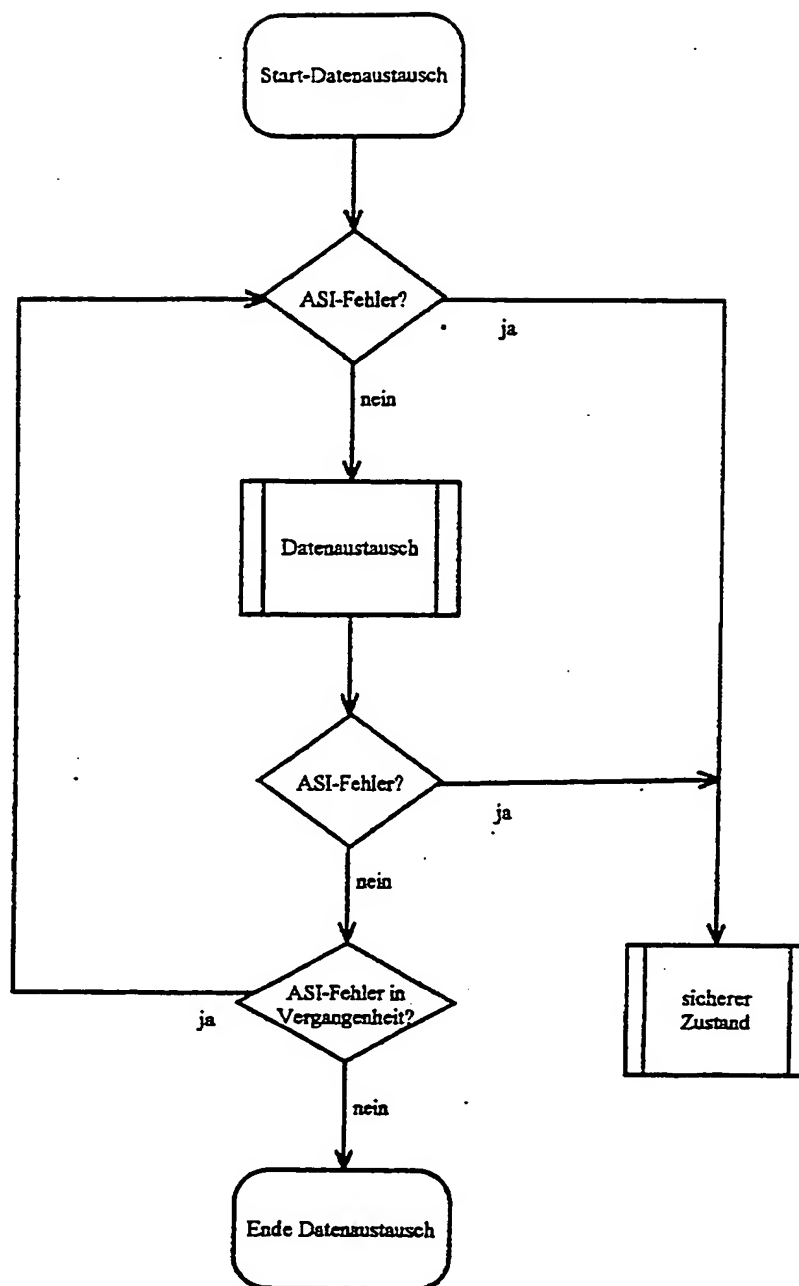 Start-Datenaustausch
ASI-Fehler?
ja
nein
Datenaustausch
ASI-Fehler?
ja
nein
ASI-Fehler in
Vergangenheit?
ja
sicherer
Zustand
nein
Ende Datenaustausch